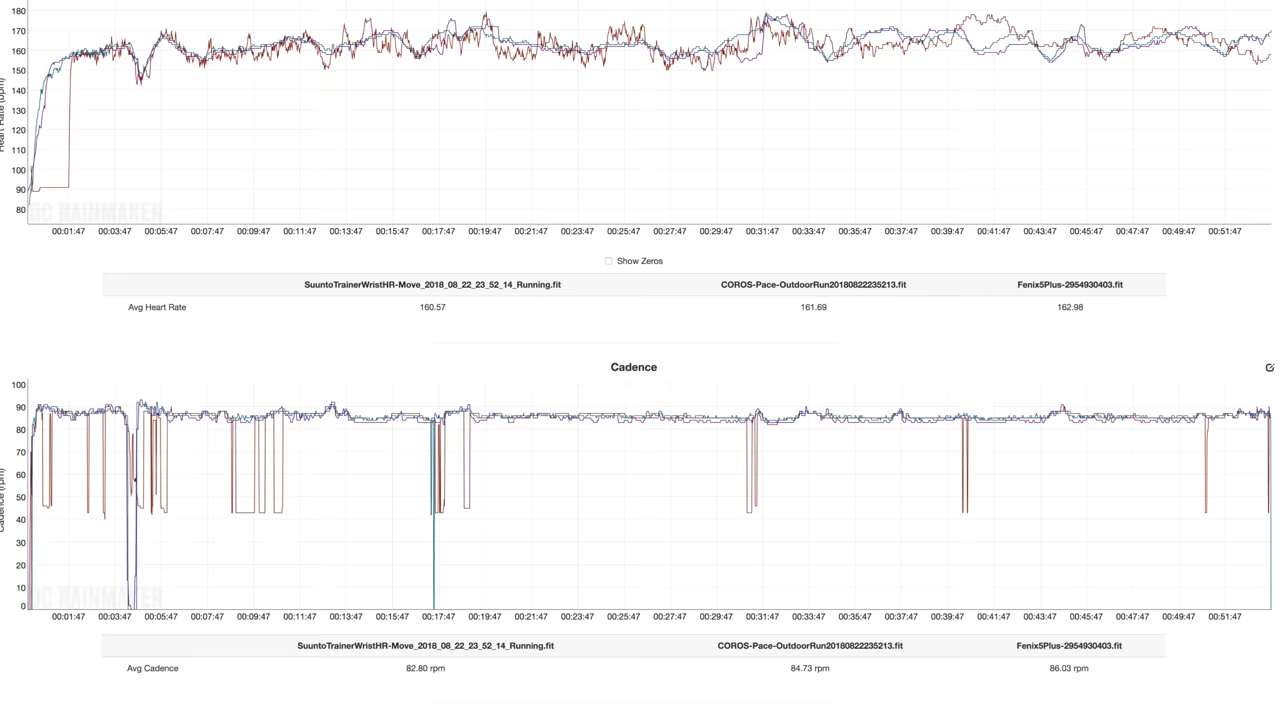 180
170
160
150
140
130
120
110
100
90
80
Heart Rate (bpm)
DC RAINMAKER
00:01:47 00:03:47 00:05:47 00:07:47 00:09:47 00:11:47 00:13:47 00:15:47 00:17:47 00:19:47 00:21:47 00:23:47 00:25:47 00:27:47 00:29:47 00:31:47 00:33:47 00:35:47 00:37:47 00:39:47 00:41:47 00:43:47 00:45:47 00:47:47 00:49:47 00:51:47
Show Zeros
SuuntoTrainerWristHR-Move_2018_08_22_23_52_14_Running.fit COROS-Pace-OutdoorRun20180822235213.fit Fenix5Plus-2954930403.fit
Avg Heart Rate 160.57 161.69 162.98
Cadence
100
90
80
70
60
50
40
30
20
10
0
Cadence (rpm)
DC RAINMAKER
00:01:47 00:03:47 00:05:47 00:07:47 00:09:47 00:11:47 00:13:47 00:15:47 00:17:47 00:19:47 00:21:47 00:23:47 00:25:47 00:27:47 00:29:47 00:31:47 00:33:47 00:35:47 00:37:47 00:39:47 00:41:47 00:43:47 00:45:47 00:47:47 00:49:47 00:51:47
SuuntoTrainerWristHR-Move_2018_08_22_23_52_14_Running.fit COROS-Pace-OutdoorRun20180822235213.fit Fenix5Plus-2954930403.fit
Avg Cadence 82.80 rpm 84.73 rpm 86.03 rpm